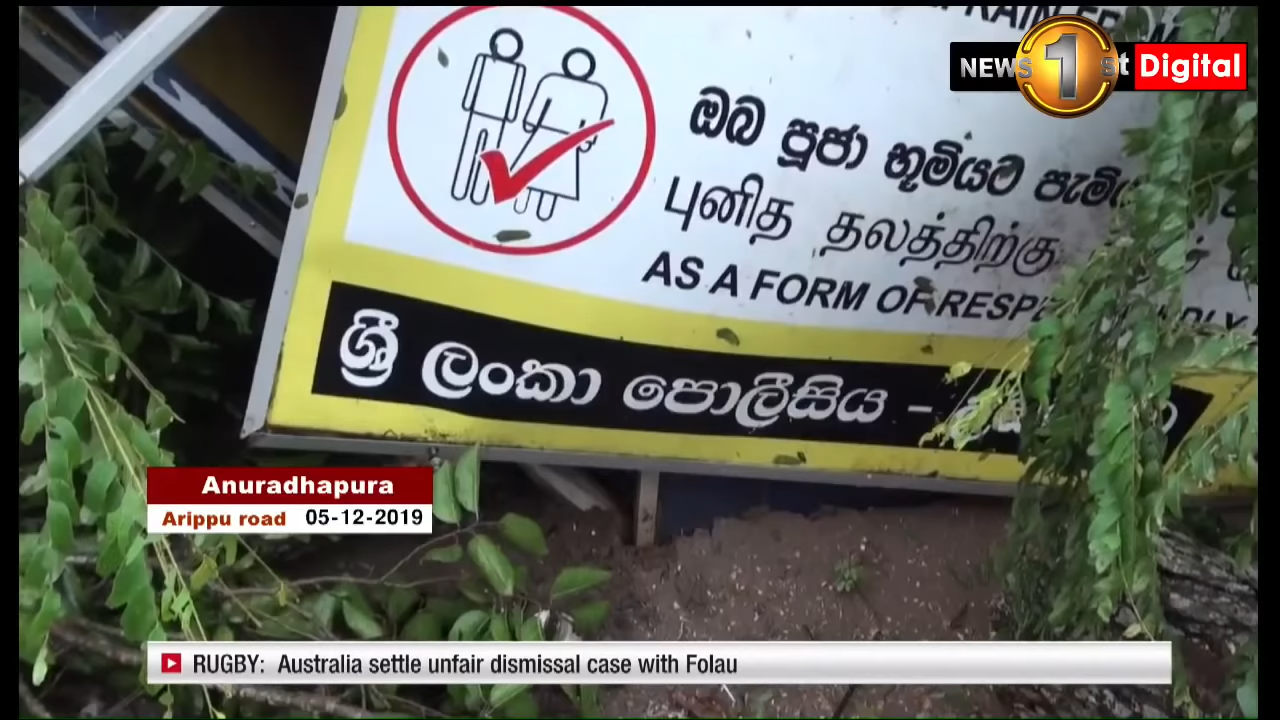 NEWS 1st Digital
ඔබ පූජා භූමියට
புனித தலத்திற்கு
AS A FORM OF
ශ්‍රී ලංකා පොලීසිය -
Anuradhapura
Arippu road 05-12-2019
RUGBY: Australia settle unfair dismissal case with Folau